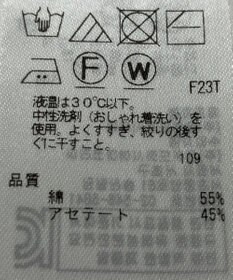 F W
F23T
液温は30℃以下。
中性洗剤（おしゃれ着洗い）を
使用。よくすすぎ、絞りの後す
ぐに干すこと。
109
品質
綿 55%
アセテート 45%